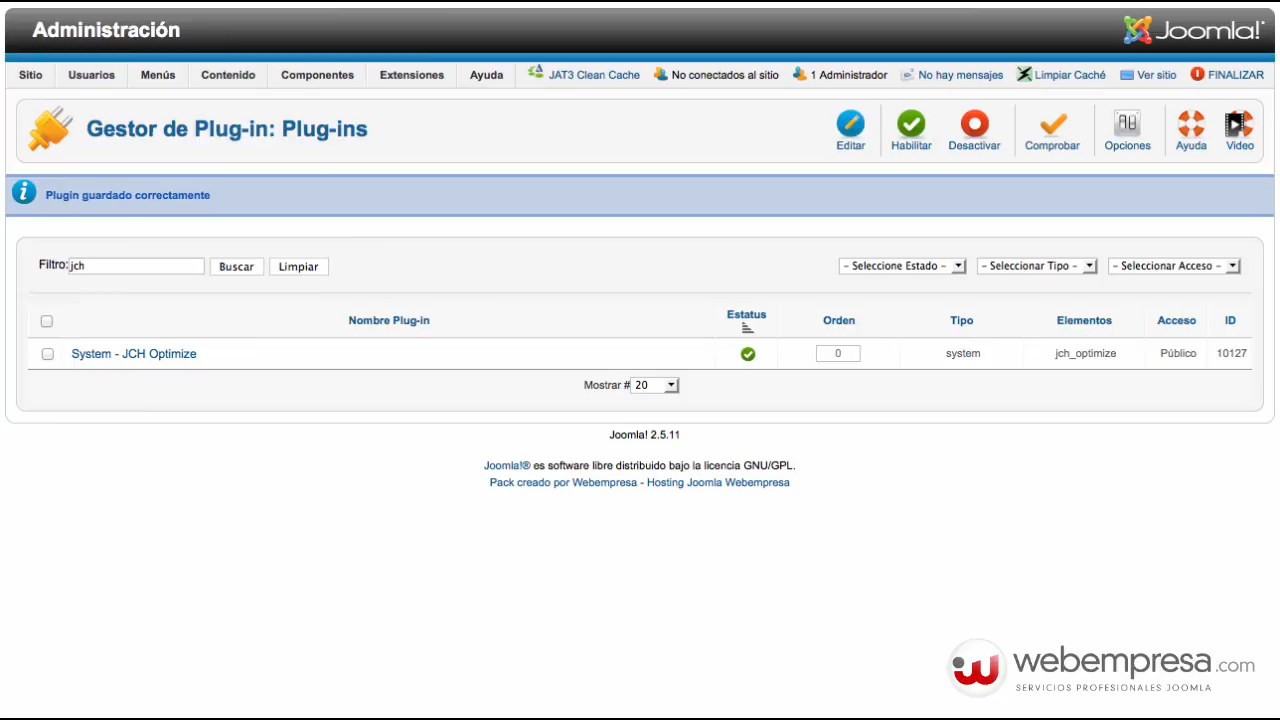 Administración
Joomla!
Sitio Usuarios Menús Contenido Componentes Extensiones Ayuda JAT3 Clean Cache No conectados al sitio 1 Administrador No hay mensajes Limpiar Caché Ver sitio FINALIZAR
Gestor de Plug-in: Plug-ins
Editar Habilitar Desactivar Comprobar Opciones Ayuda Video
Plugin guardado correctamente
Filtro: jch Buscar Limpiar - Seleccione Estado - - Seleccionar Tipo - - Seleccionar Acceso -
Nombre Plug-in Estatus Orden Tipo Elementos Acceso ID
System - JCH Optimize 0 system jch_optimize Público 10127
Mostrar # 20
Joomla! 2.5.11
Joomla!® es software libre distribuido bajo la licencia GNU/GPL.
Pack creado por Webempresa - Hosting Joomla Webempresa
webempresa.com
SERVICIOS PROFESIONALES JOOMLA